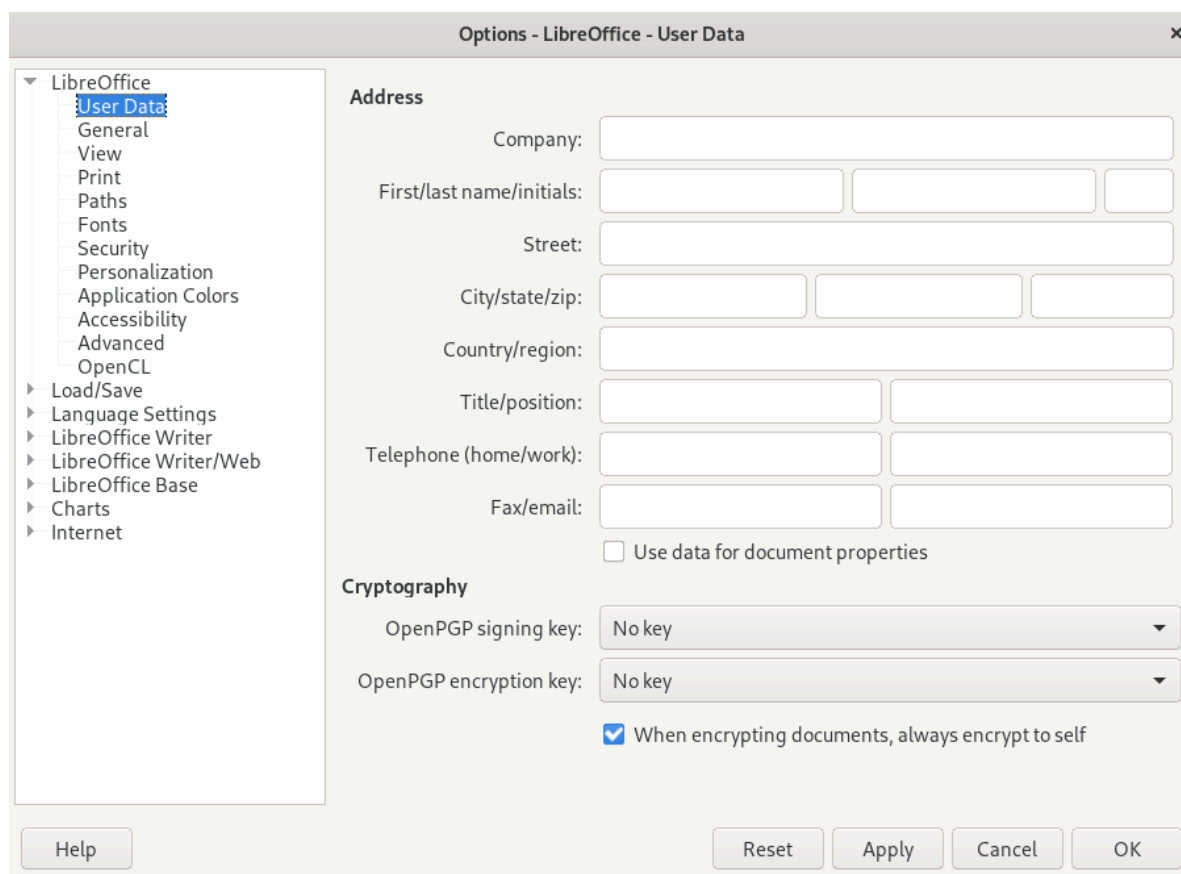 Options - LibreOffice - User Data
LibreOffice
User Data
General
View
Print
Paths
Fonts
Security
Personalization
Application Colors
Accessibility
Advanced
OpenCL
Load/Save
Language Settings
LibreOffice Writer
LibreOffice Writer/Web
LibreOffice Base
Charts
Internet
Address
Company:
First/last name/initials:
Street:
City/state/zip:
Country/region:
Title/position:
Telephone (home/work):
Fax/email:
Use data for document properties
Cryptography
OpenPGP signing key: No key
OpenPGP encryption key: No key
When encrypting documents, always encrypt to self
Help Reset Apply Cancel OK